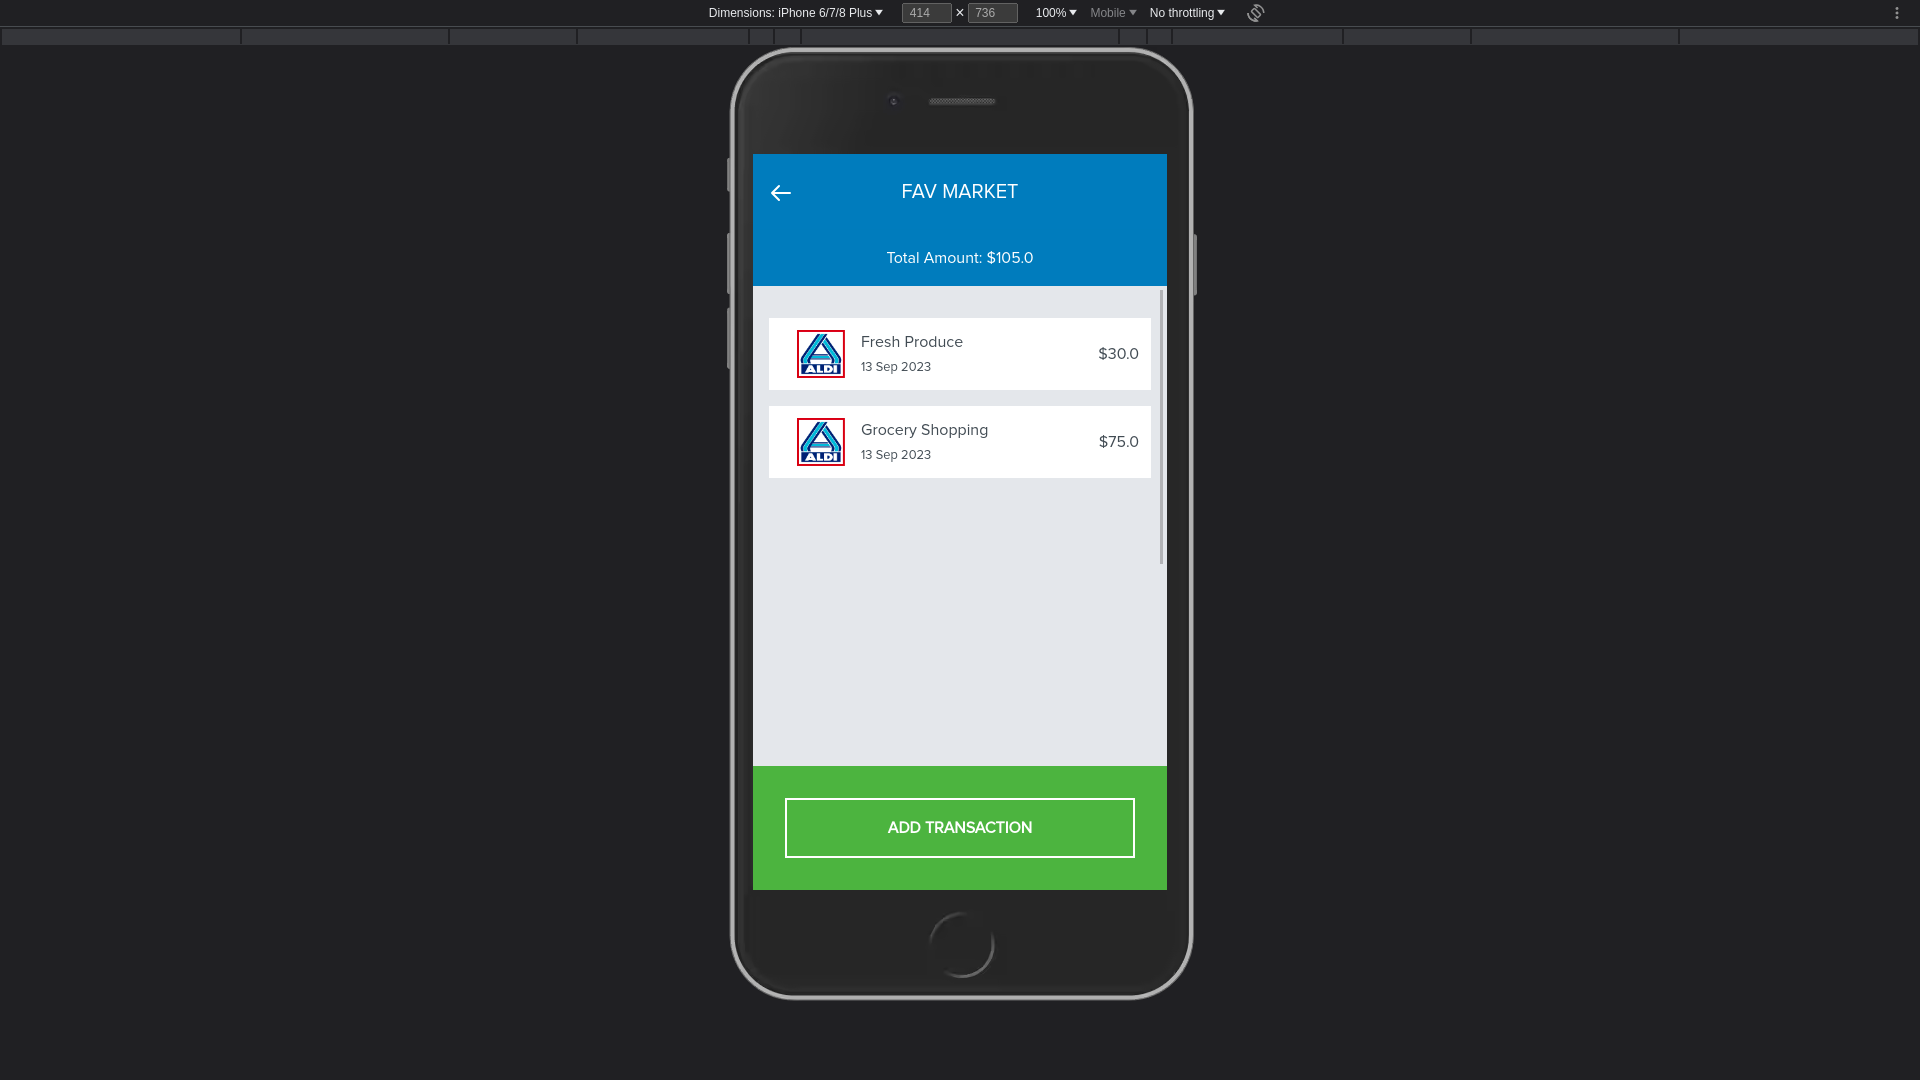 Dimensions: iPhone 6/7/8 Plus 414 × 736 100% Mobile No throttling
FAV MARKET
Total Amount: $105.0
Fresh Produce
13 Sep 2023
$30.0
ALDI
Grocery Shopping
13 Sep 2023
$75.0
ALDI
ADD TRANSACTION